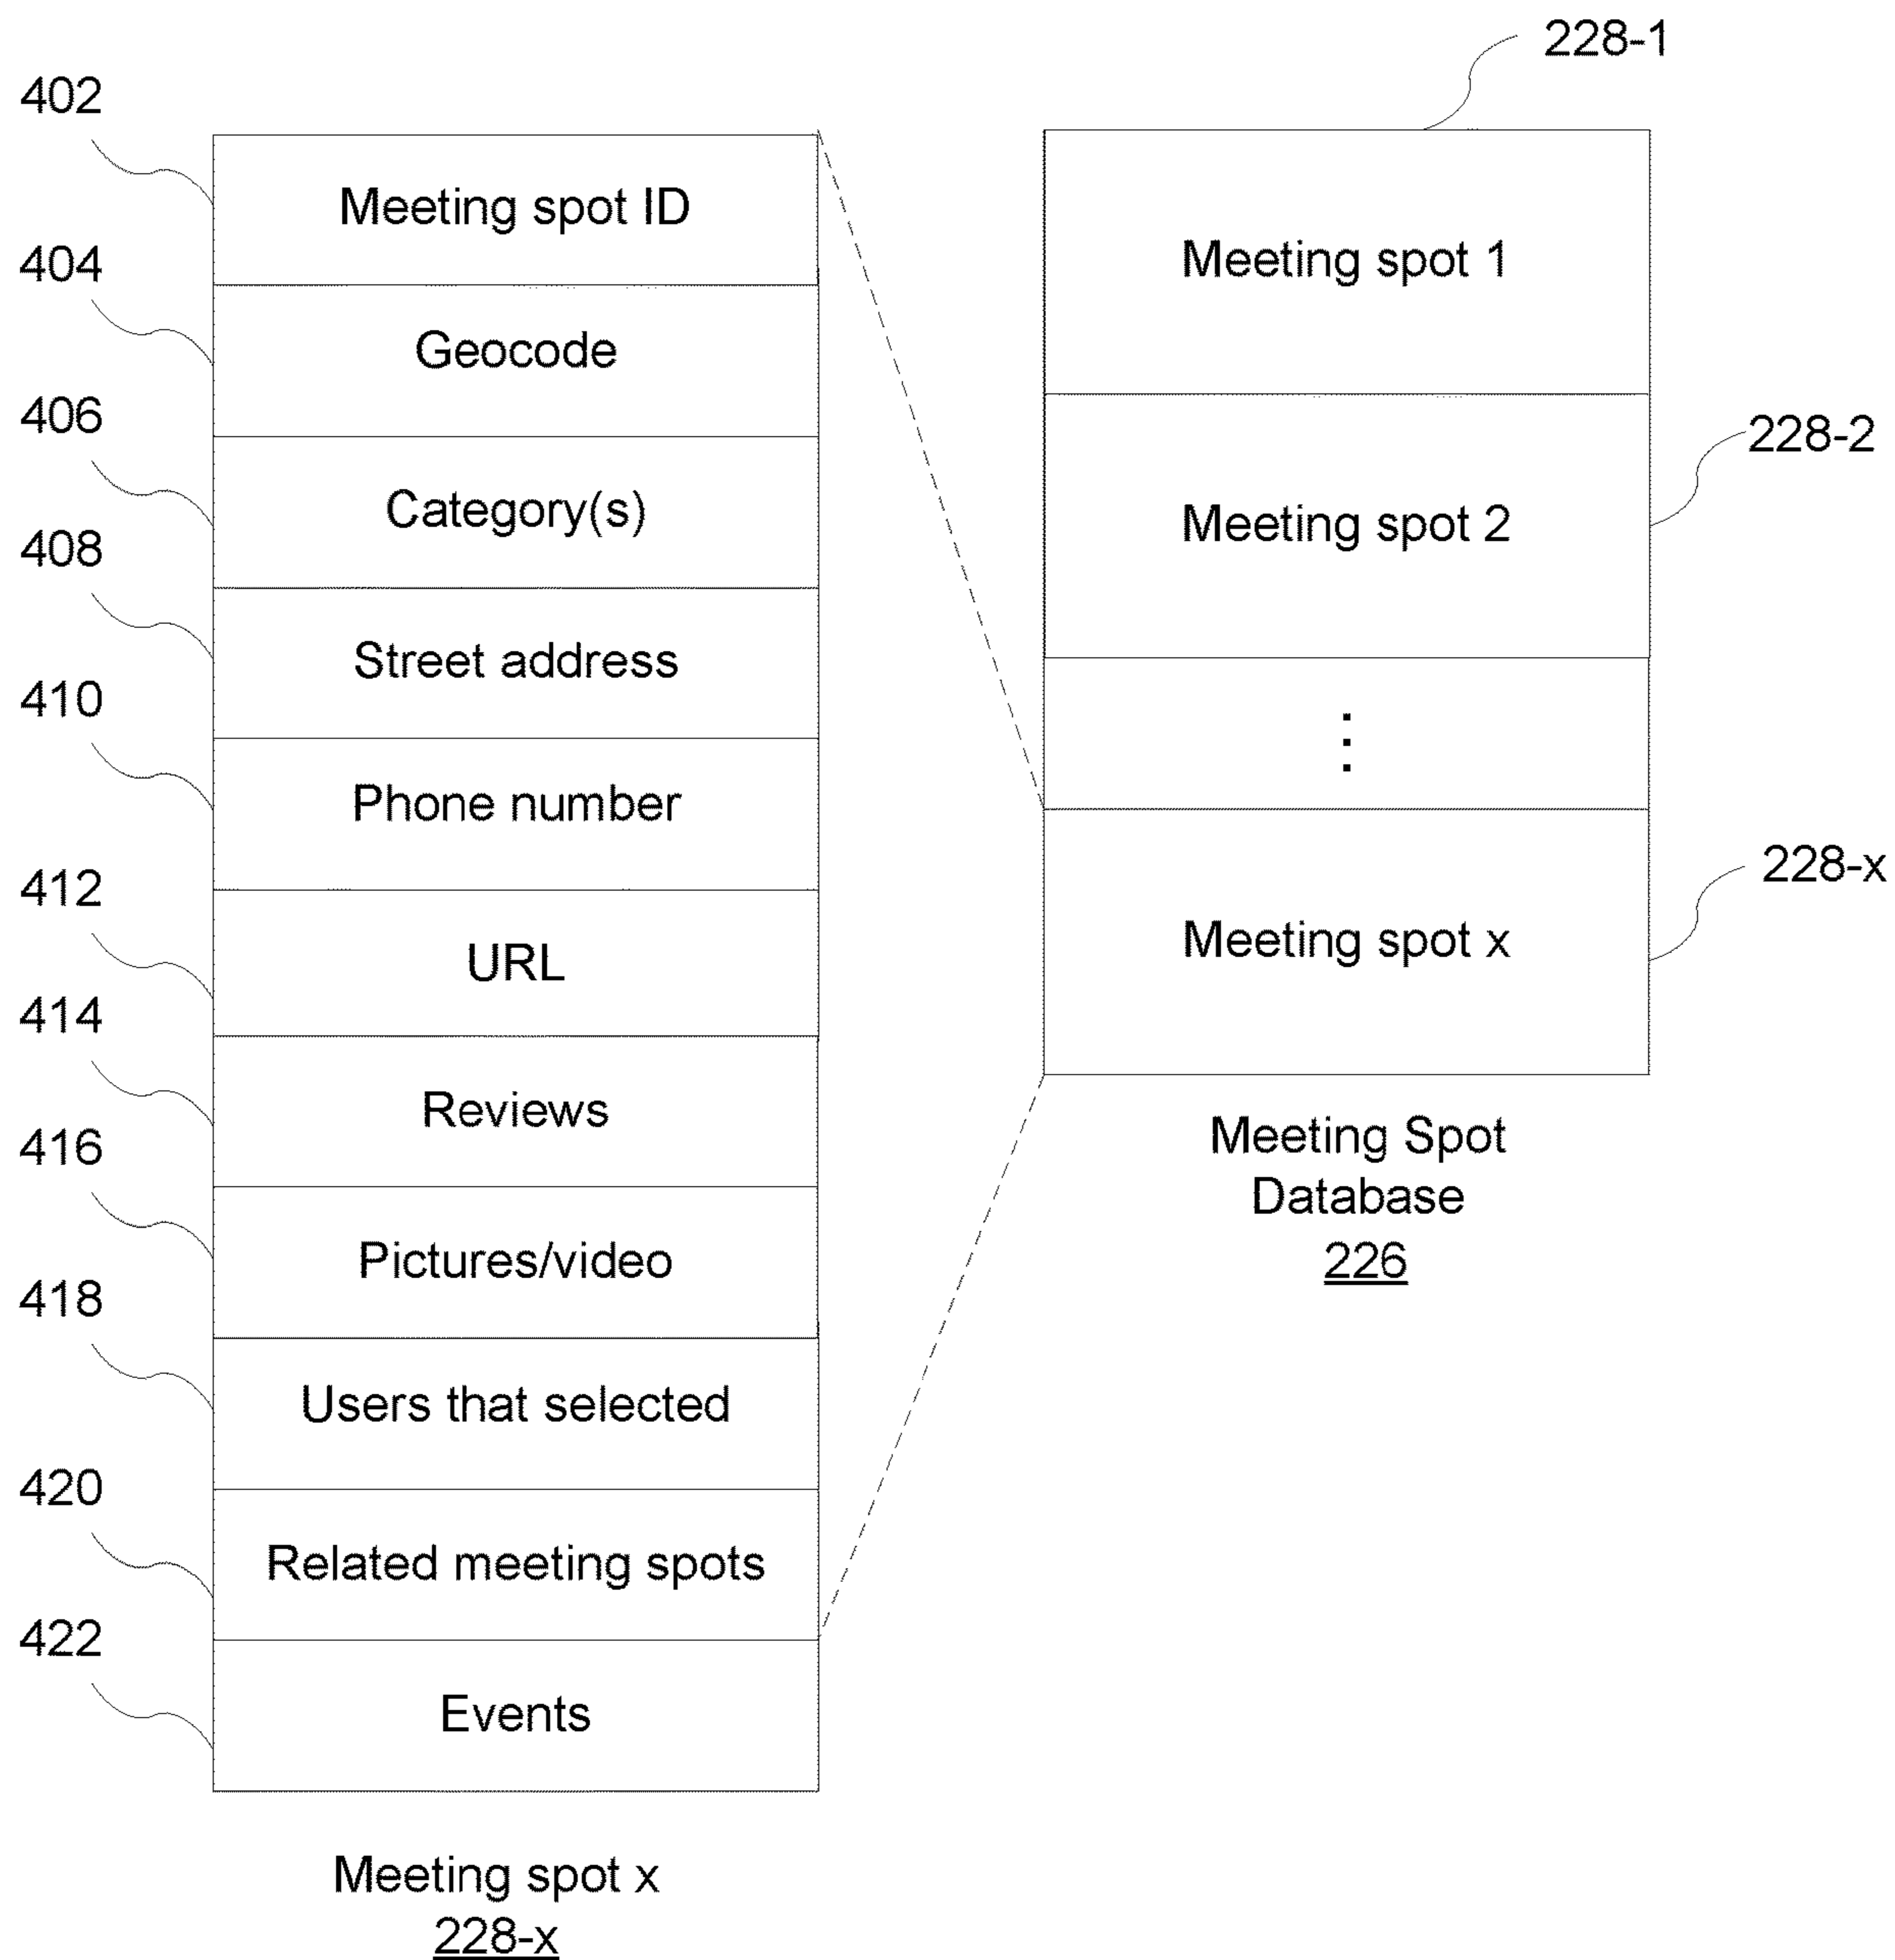 402
Meeting spot ID
404
Geocode
406
Category(s)
408
Street address
410
Phone number
412
URL
414
Reviews
416
Pictures/video
418
Users that selected
420
Related meeting spots
422
Events
Meeting spot x
228-x
228-1
Meeting spot 1
228-2
Meeting spot 2
⋮
228-x
Meeting spot x
Meeting Spot
Database
226